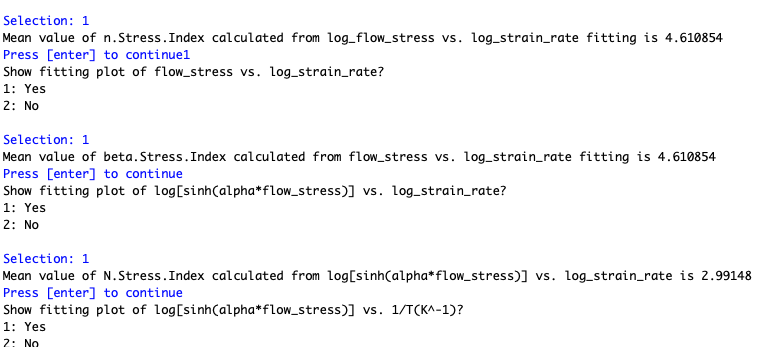 Selection: 1
Mean value of n.Stress.Index calculated from log_flow_stress vs. log_strain_rate fitting is 4.610854
Press [enter] to continue1
Show fitting plot of flow_stress vs. log_strain_rate?
1: Yes
2: No
Selection: 1
Mean value of beta.Stress.Index calculated from flow_stress vs. log_strain_rate fitting is 4.610854
Press [enter] to continue
Show fitting plot of log[sinh(alpha*flow_stress)] vs. log_strain_rate?
1: Yes
2: No
Selection: 1
Mean value of N.Stress.Index calculated from log[sinh(alpha*flow_stress)] vs. log_strain_rate is 2.99148
Press [enter] to continue
Show fitting plot of log[sinh(alpha*flow_stress)] vs. 1/T(K^-1)?
1: Yes
2: No